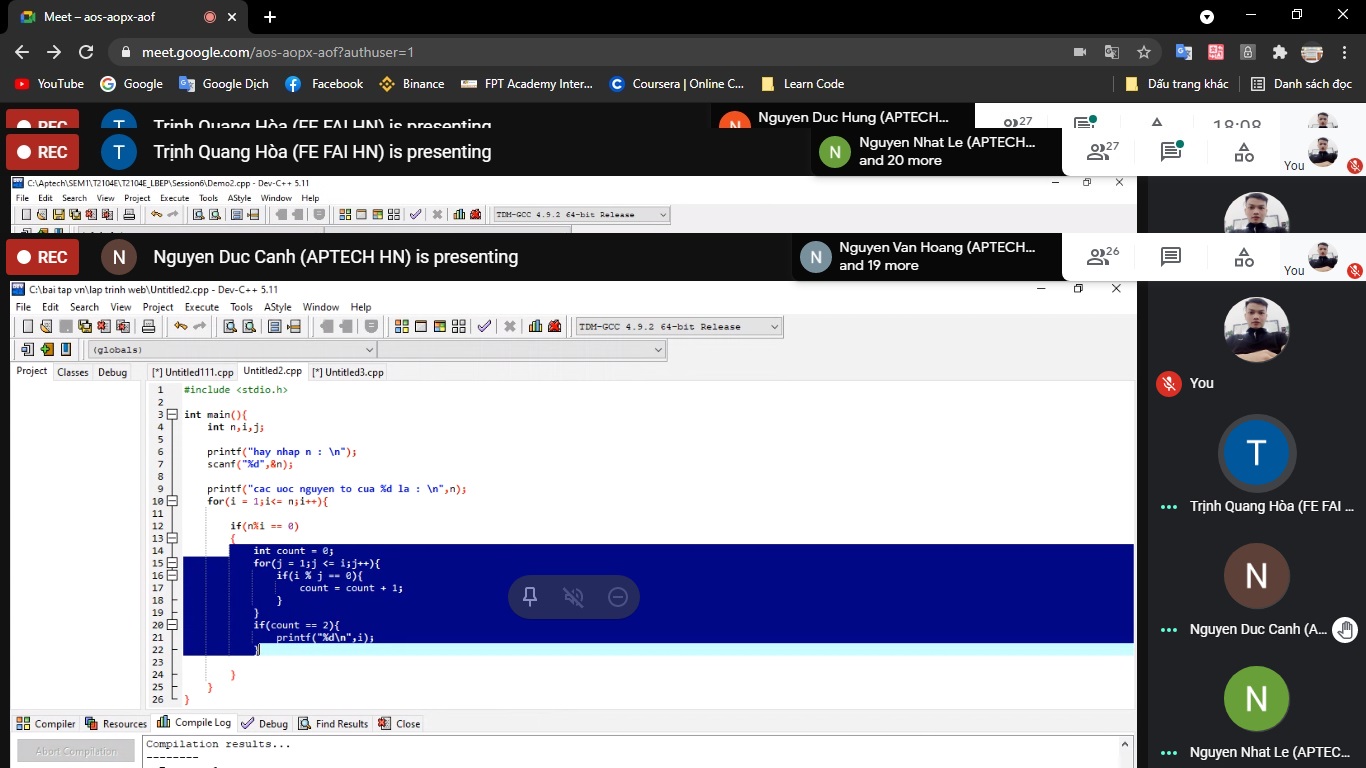 Meet – aos-aopx-aof
meet.google.com/aos-aopx-aof?authuser=1
YouTube Google Google Dịch Facebook Binance FPT Academy Inter... Coursera | Online C... Learn Code Dấu trang khác Danh sách đọc
REC T Trịnh Quang Hòa (FE FAI HN) is presenting N Nguyen Duc Hung (APTECH... 27 18:08
REC T Trịnh Quang Hòa (FE FAI HN) is presenting N Nguyen Nhat Le (APTECH... 27
and 20 more You
C:\Aptech\SEM1\T2104E\T2104E_LBEP\Session6\Demo2.cpp - Dev-C++ 5.11
File Edit Search View Project Execute Tools AStyle Window Help
TDM-GCC 4.9.2 64-bit Release
REC N Nguyen Duc Canh (APTECH HN) is presenting N Nguyen Van Hoang (APTECH... 26
and 19 more You
C:\bai tap vn\lap trinh web\Untitled2.cpp - Dev-C++ 5.11
File Edit Search View Project Execute Tools AStyle Window Help
TDM-GCC 4.9.2 64-bit Release
(globals)
Project Classes Debug [*] Untitled111.cpp Untitled2.cpp [*] Untitled3.cpp
1 #include <stdio.h>
2
3 int main(){
4 int n,i,j;
5
6 printf("hay nhap n : \n");
7 scanf("%d",&n);
8
9 printf("cac uoc nguyen to cua %d la : \n",n);
10 for(i = 1;i<= n;i++){
11
12 if(n%i == 0)
13 {
14 int count = 0;
15 for(j = 1;j <= i;j++){
16 if(i % j == 0){
17 count = count + 1;
18 }
19 }
20 if(count == 2){
21 printf("%d\n",i);
22 }
23
24 }
25 }
26 }
Compiler Resources Compile Log Debug Find Results Close
Abort Compilation
Compilation results...
--------
You
T
Trịnh Quang Hòa (FE FAI ...
N
Nguyen Duc Canh (A...
N
Nguyen Nhat Le (APTEC...